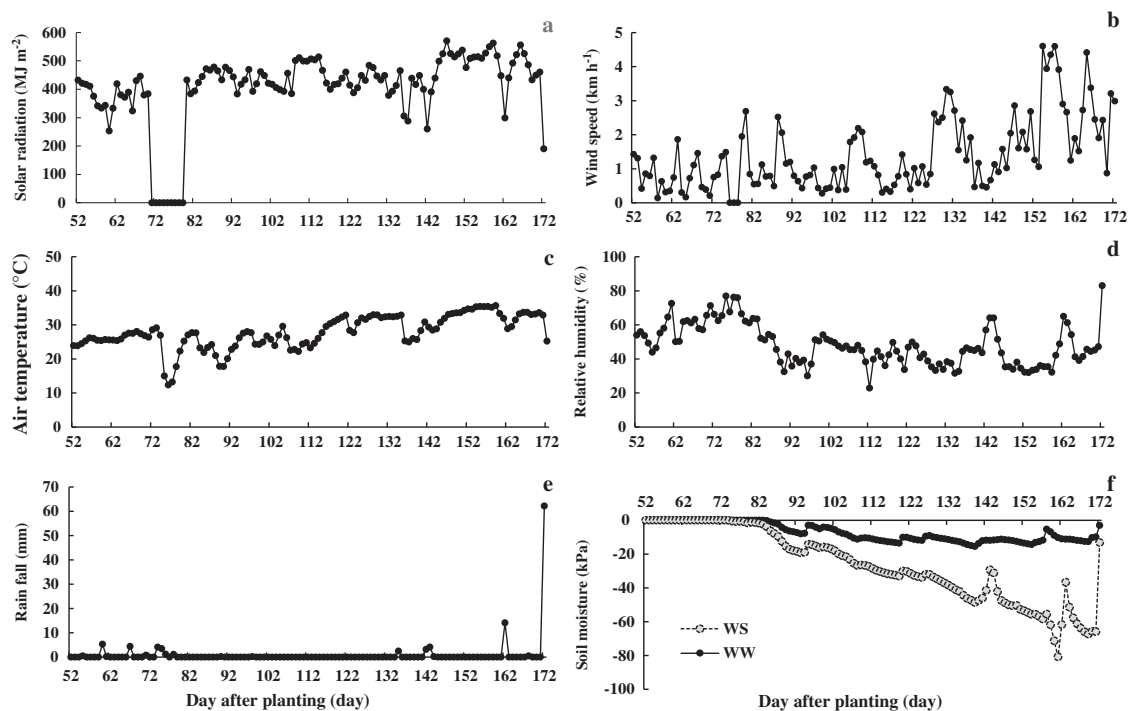 a
Solar radiation (MJ m-2)
600
500
400
300
200
100
0
52 62 72 82 92 102 112 122 132 142 152 162 172
b
Wind speed (km h-1)
5
4
3
2
1
0
52 62 72 82 92 102 112 122 132 142 152 162 172
c
Air temperature (°C)
50
40
30
20
10
0
52 62 72 82 92 102 112 122 132 142 152 162 172
d
Relative humidity (%)
100
80
60
40
20
0
52 62 72 82 92 102 112 122 132 142 152 162 172
e
Rain fall (mm)
70
60
50
40
30
20
10
0
52 62 72 82 92 102 112 122 132 142 152 162 172
Day after planting (day)
f
52 62 72 82 92 102 112 122 132 142 152 162 172
Soil moisture (kPa)
0
-20
-40
-60
-80
-100
WS
WW
Day after planting (day)